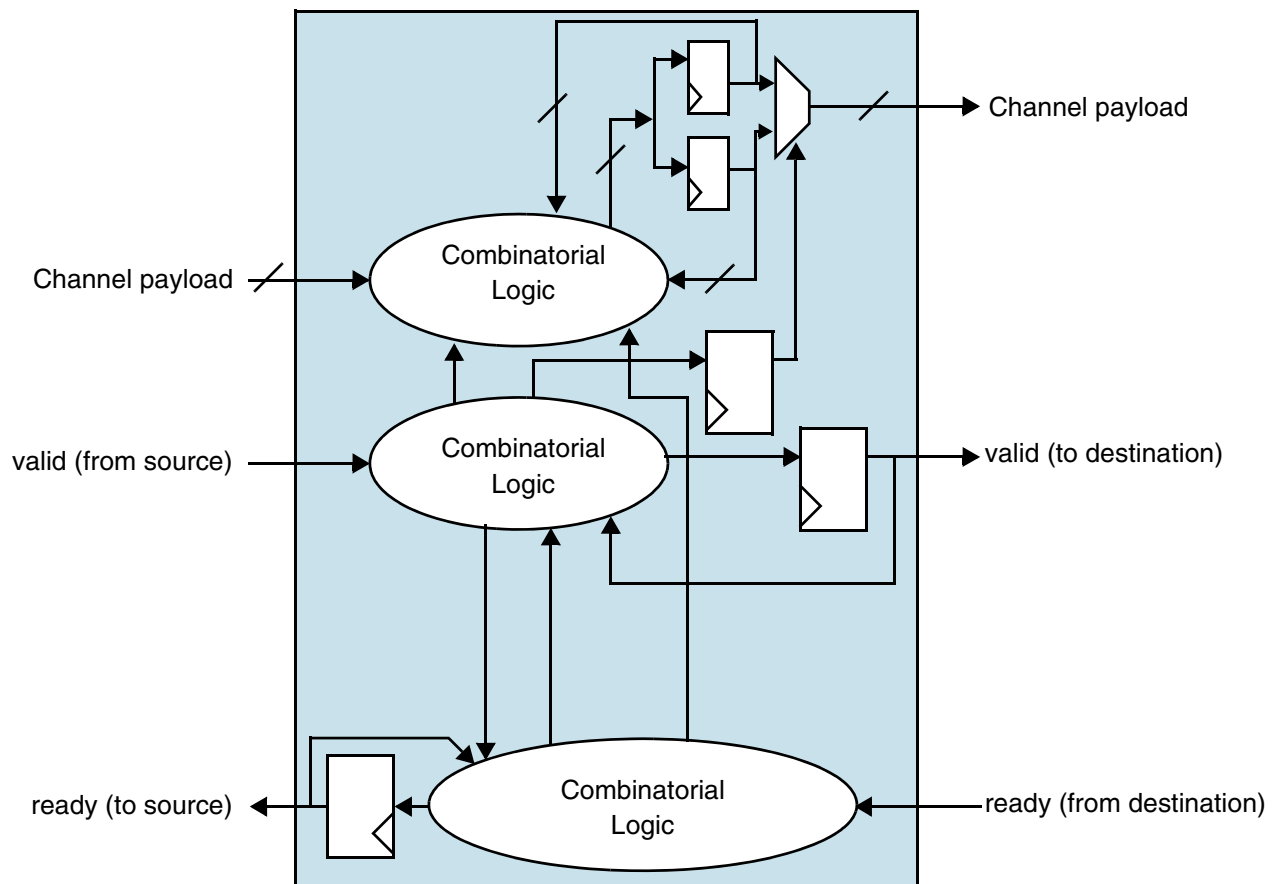 Channel payload
Combinatorial
Logic
Channel payload
Combinatorial
Logic
valid (from source)
valid (to destination)
Combinatorial
Logic
ready (to source)
ready (from destination)